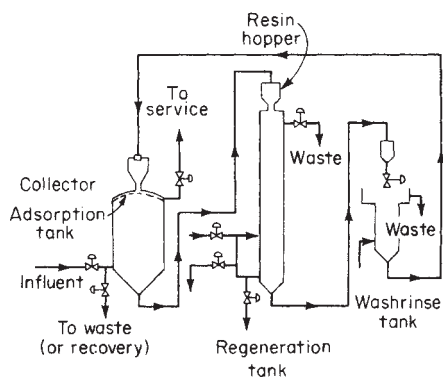 Resin
hopper
To
service
Collector
Adsorption
tank
Waste
Waste
Influent
Washrinse
tank
To waste
(or recovery)
Regeneration
tank